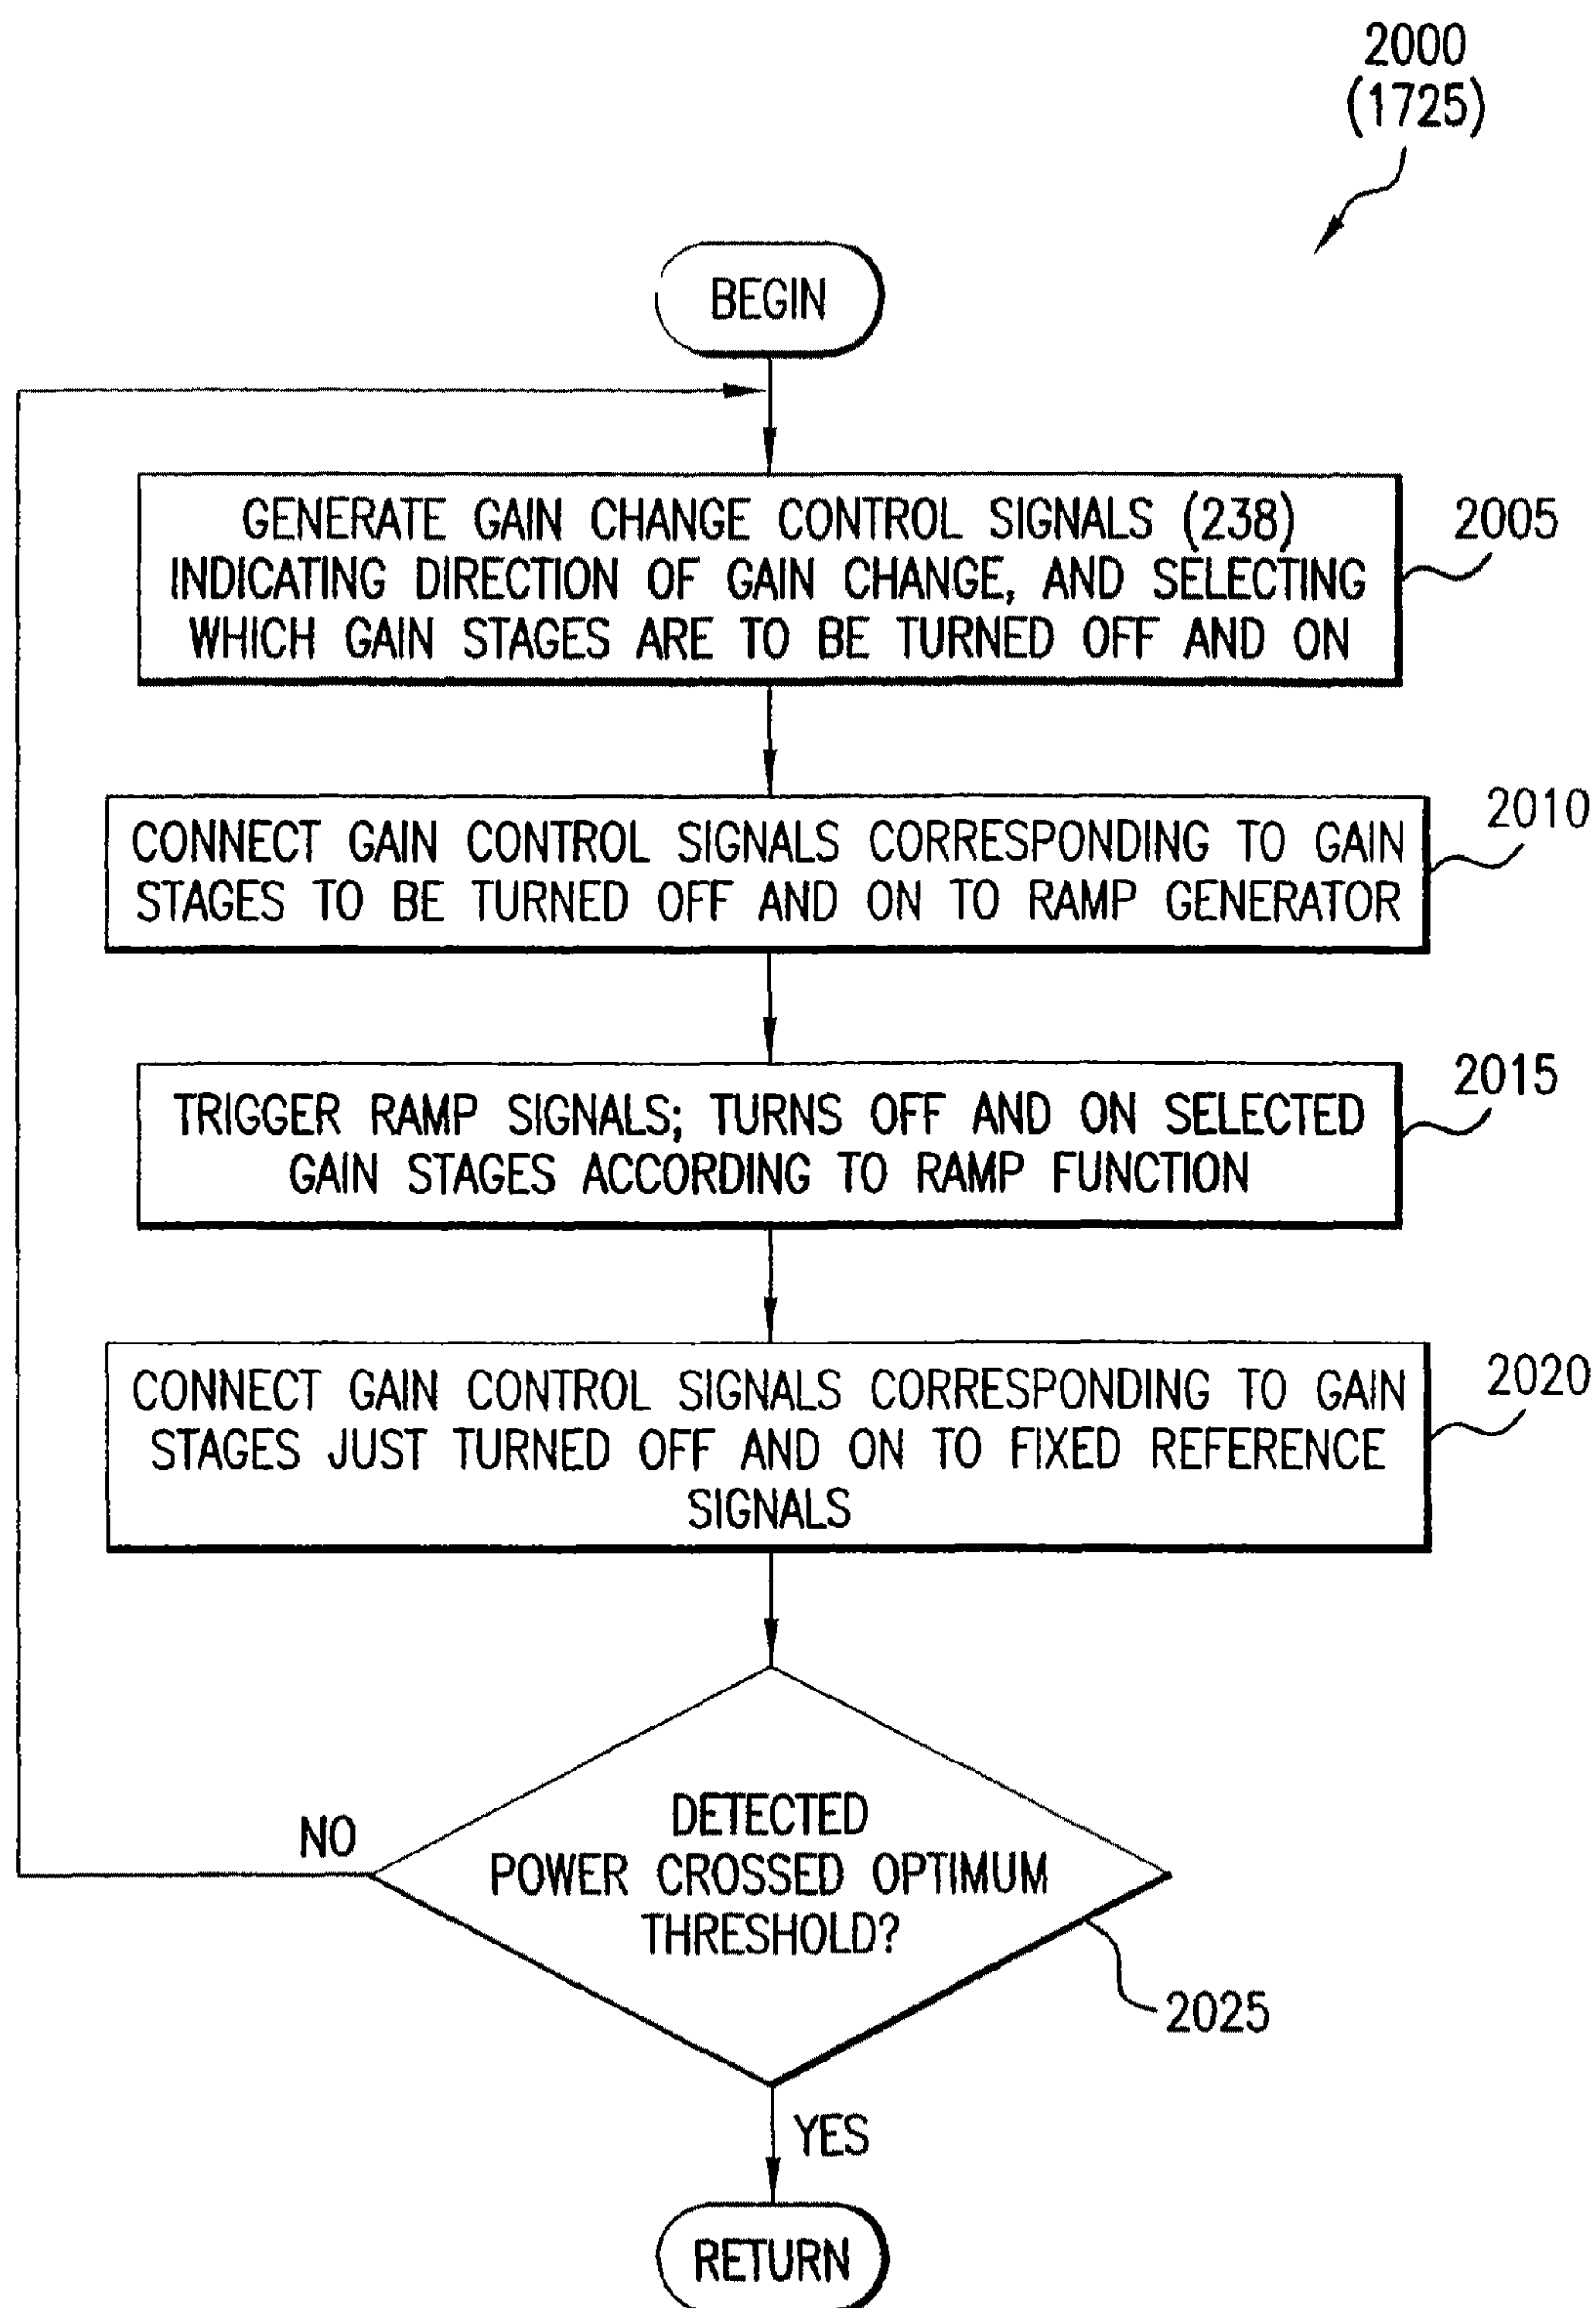 2000
(1725)
BEGIN
GENERATE GAIN CHANGE CONTROL SIGNALS (238)
INDICATING DIRECTION OF GAIN CHANGE, AND SELECTING
WHICH GAIN STAGES ARE TO BE TURNED OFF AND ON
2005
CONNECT GAIN CONTROL SIGNALS CORRESPONDING TO GAIN
STAGES TO BE TURNED OFF AND ON TO RAMP GENERATOR
2010
TRIGGER RAMP SIGNALS; TURNS OFF AND ON SELECTED
GAIN STAGES ACCORDING TO RAMP FUNCTION
2015
CONNECT GAIN CONTROL SIGNALS CORRESPONDING TO GAIN
STAGES JUST TURNED OFF AND ON TO FIXED REFERENCE
SIGNALS
2020
DETECTED
POWER CROSSED OPTIMUM
THRESHOLD?
NO
2025
YES
RETURN